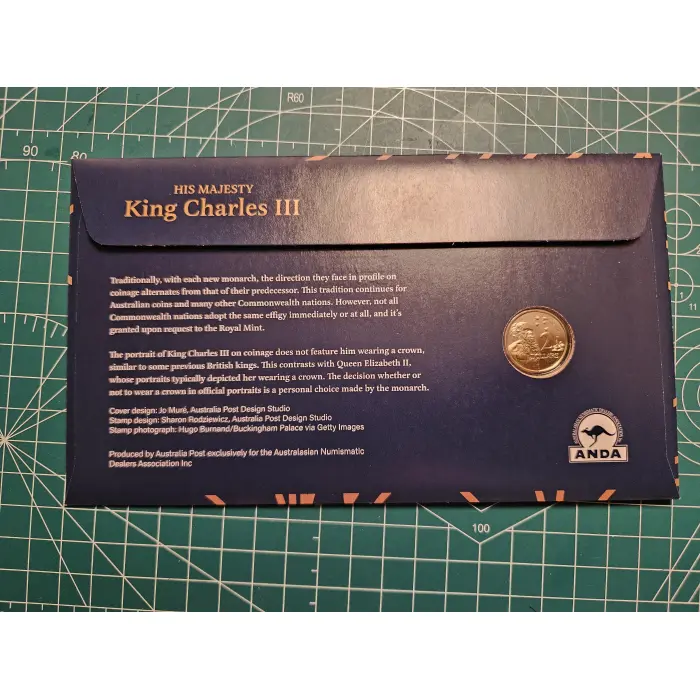 R60
90
80
HIS MAJESTY
King Charles III
Traditionally, with each new monarch, the direction they face in profile on
coinage alternates from that of their predecessor. This tradition continues for
Australian coins and many other Commonwealth nations. However, not all
Commonwealth nations adopt the same effigy immediately or at all, and it's
granted upon request to the Royal Mint.
The portrait of King Charles III on coinage does not feature him wearing a crown,
similar to some previous British kings. This contrasts with Queen Elizabeth II,
whose portraits typically depicted her wearing a crown. The decision whether or
not to wear a crown in official portraits is a personal choice made by the monarch.
Cover design: Jo Muré, Australia Post Design Studio
Stamp design: Sharon Rodziewicz, Australia Post Design Studio
Stamp photograph: Hugo Burnand/Buckingham Palace via Getty Images
Produced by Australia Post exclusively for the Australasian Numismatic
Dealers Association Inc
2
DOLLARS
ANDA
10
11
100